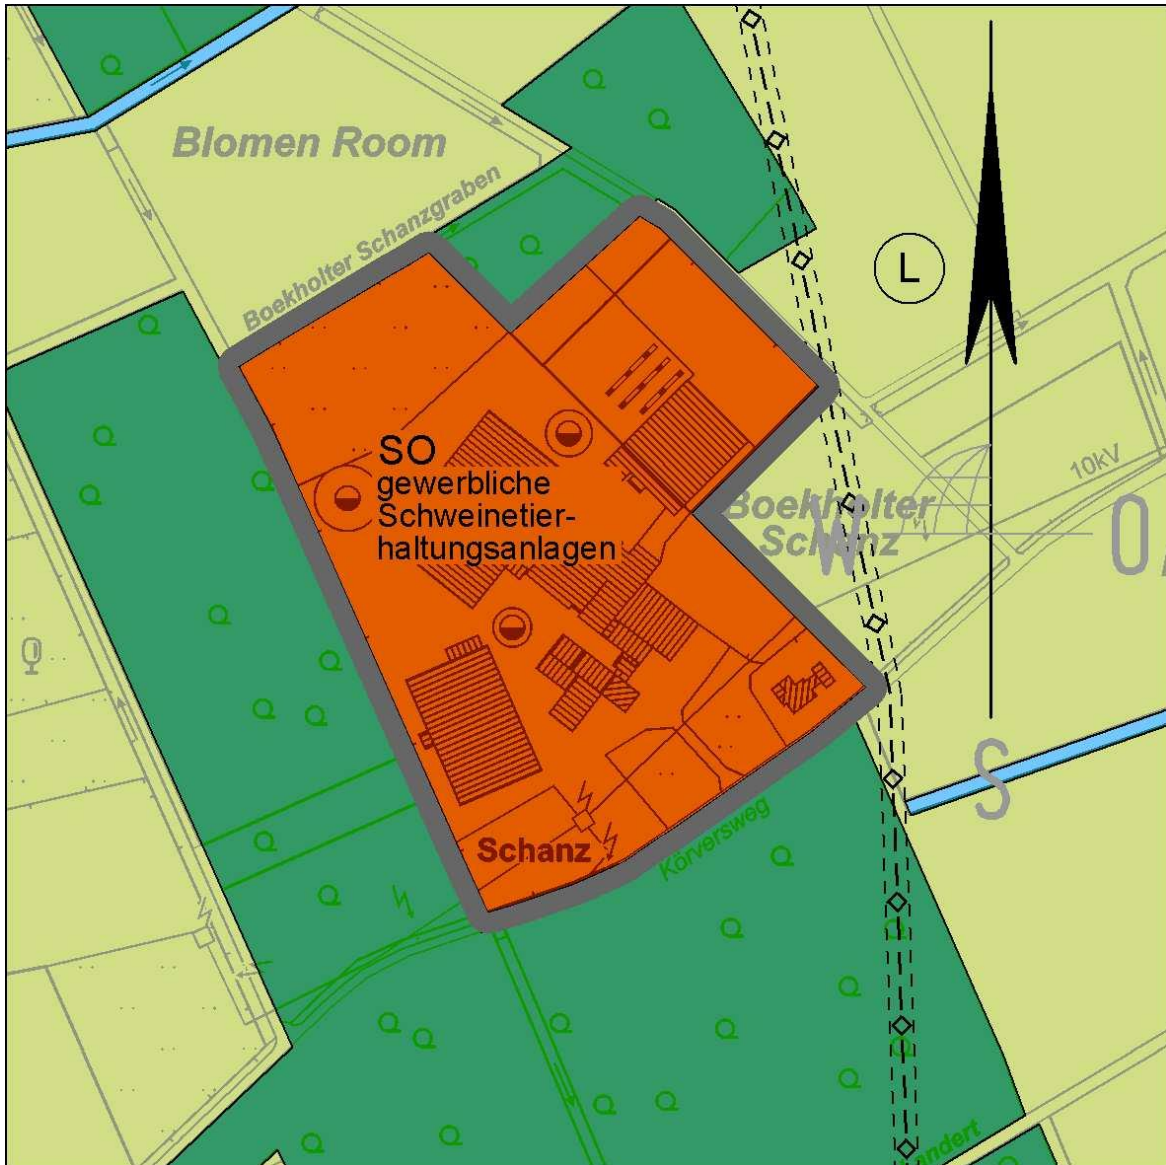 Blomen Room
Boekholter Schanzgraben
L
SO
gewerbliche
Schweinetier-
haltungsanlagen
10kV
Boekholter
Schanz
W
O
S
Schanz
Körversweg